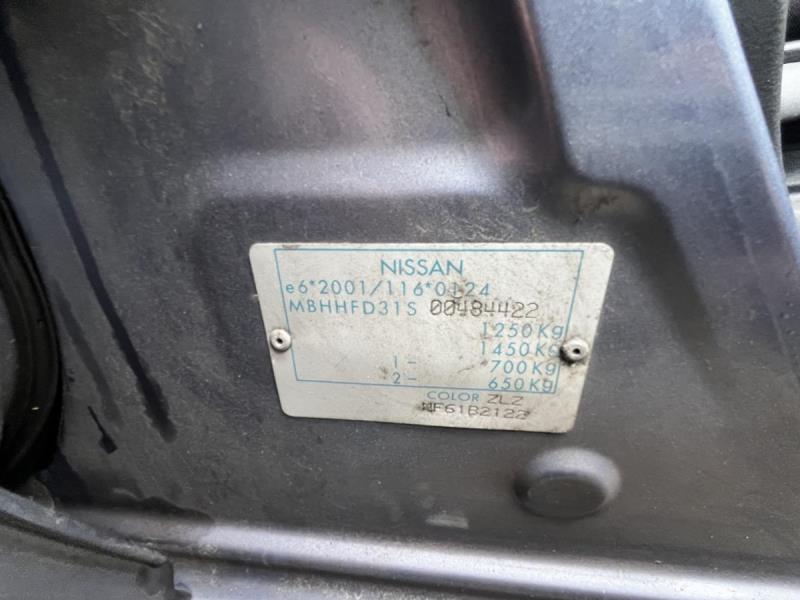 NISSAN
e6*2001/116*0124
MBHHFD31S 00484422
1250Kg
1450Kg
1- 700Kg
2- 650Kg
COLOR ZLZ
WF61B2122